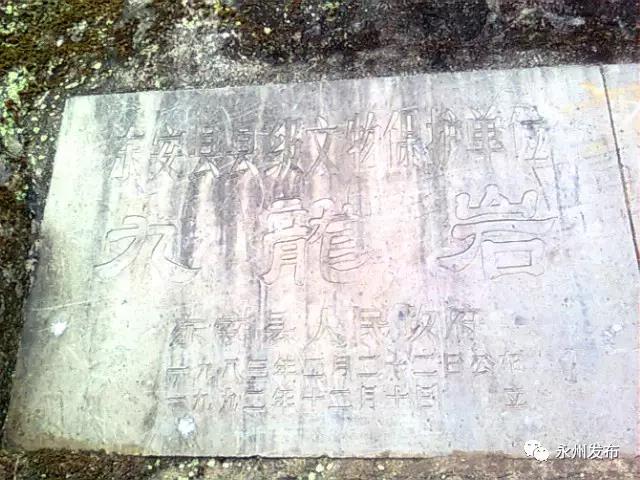 东安县县级文物保护单位
九龍岩
东安县人民政府
一九八三年二月二十二日公布
一九九三年十二月十日 立
永州发布